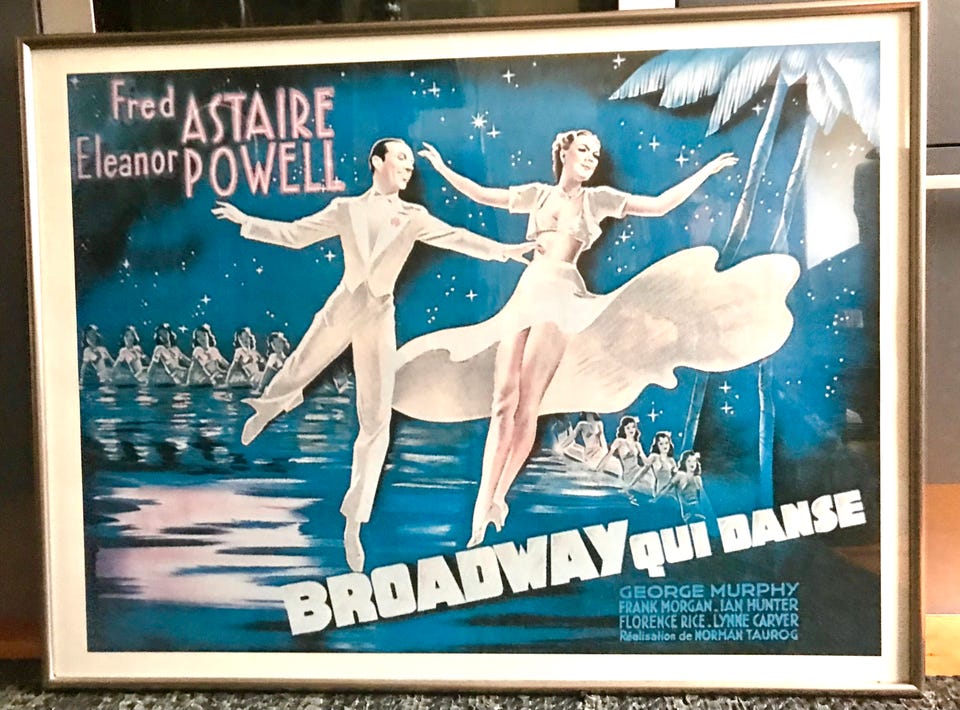 Fred ASTAIRE
Eleanor POWELL
BROADWAY QUI DANSE
GEORGE MURPHY
FRANK MORGAN. IAN HUNTER
FLORENCE RICE. LYNNE CARVER
Réalisation de NORMAN TAUROG